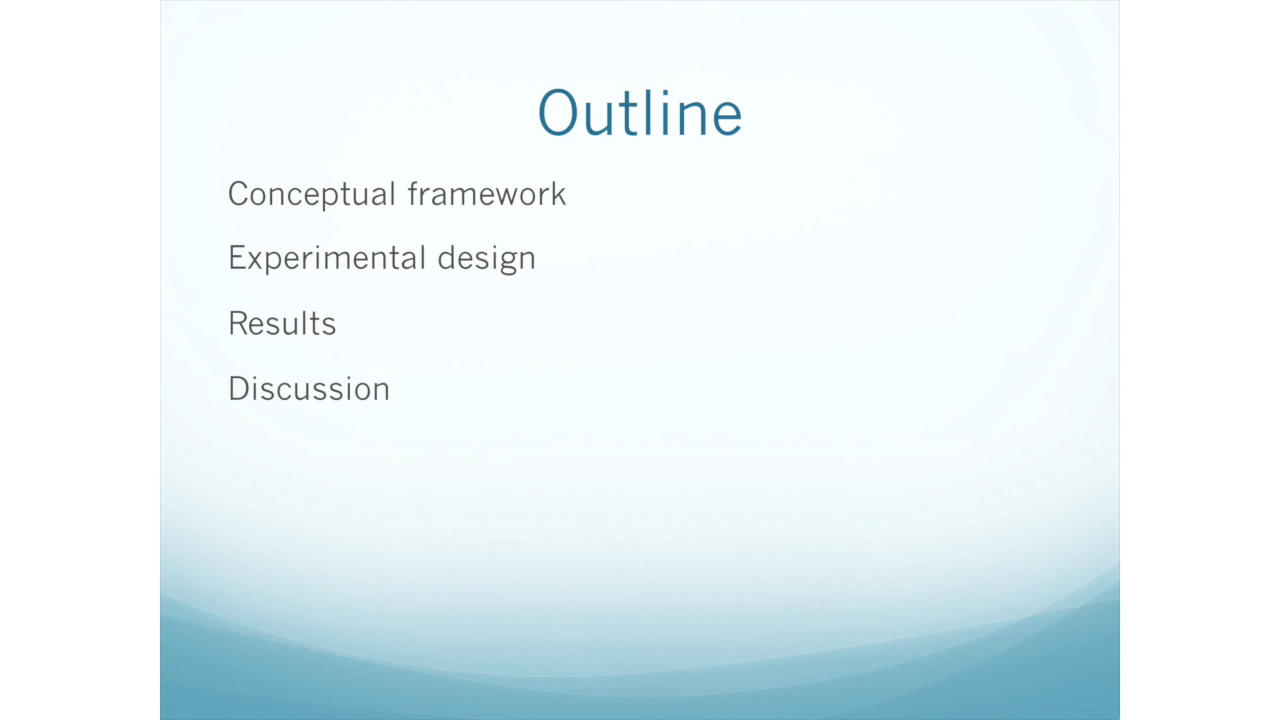 Outline
Conceptual framework
Experimental design
Results
Discussion